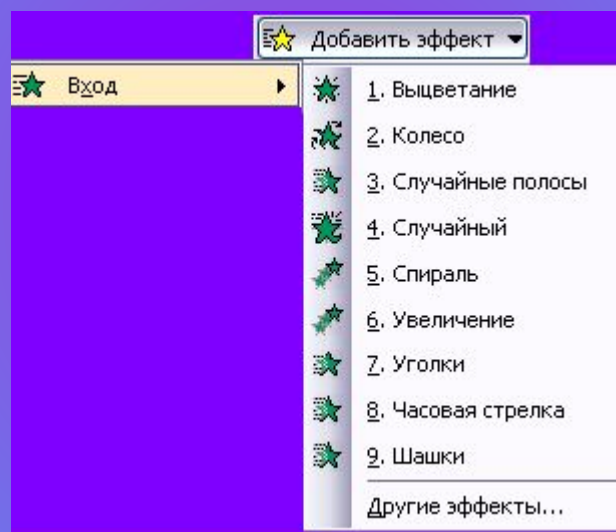 Добавить эффект
Вход
1. Выцветание
2. Колесо
3. Случайные полосы
4. Случайный
5. Спираль
6. Увеличение
7. Уголки
8. Часовая стрелка
9. Шашки
Другие эффекты...